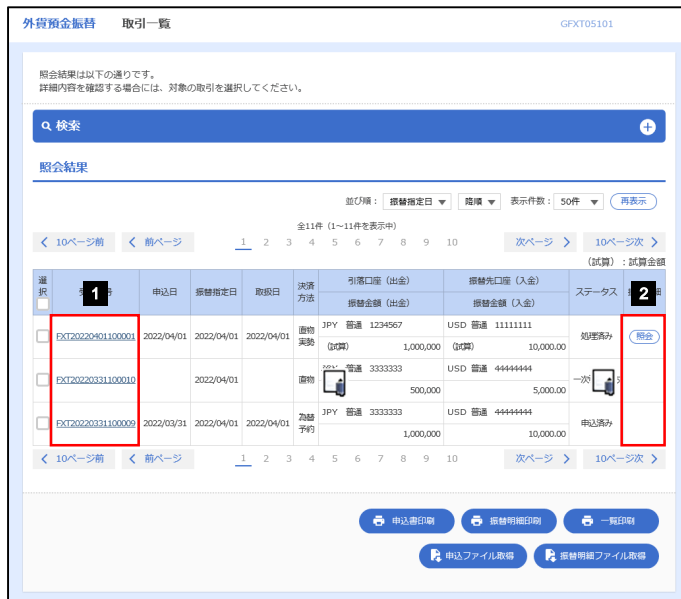 外貨預金振替 取引一覧 GFXT05101
照会結果は以下の通りです。
詳細内容を確認する場合には、対象の取引を選択してください。
検索
照会結果
並び順： 振替指定日 ▼ 降順 ▼ 表示件数： 50件 ▼ 再表示
全11件（1～11件を表示中）
10ページ前 前ページ 1 2 3 4 5 6 7 8 9 10 次ページ 10ページ次
（試算）：試算金額
選択 1 申込日 振替指定日 取扱日 決済方法 引落口座（出金） 振替先口座（入金） ステータス 2
振替金額（出金） 振替金額（入金）
FXT20220401100001 2022/04/01 2022/04/01 2022/04/01 直物実勢 JPY 普通 1234567 USD 普通 11111111 処理済み 照会
（試算） 1,000,000 （試算） 10,000.00
FXT20220331100010 2022/04/01 直物 普通 3333333 USD 普通 44444444 一次
500,000 5,000.00
FXT20220331100009 2022/03/31 2022/04/01 2022/04/01 為替予約 JPY 普通 3333333 USD 普通 44444444 申込済み
1,000,000 10,000.00
10ページ前 前ページ 1 2 3 4 5 6 7 8 9 10 次ページ 10ページ次
申込書印刷 振替明細印刷 一覧印刷
申込ファイル取得 振替明細ファイル取得